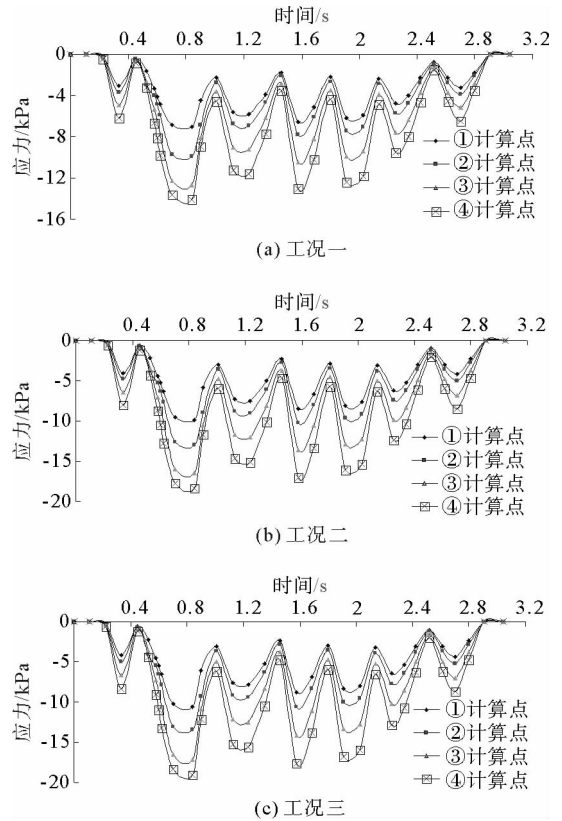 时间/s
0 0.4 0.8 1.2 1.6 2 2.4 2.8 3.2
-4
-8
-12
-16
应力/kPa
①计算点
②计算点
③计算点
④计算点
(a) 工况一
时间/s
0 0.4 0.8 1.2 1.6 2 2.4 2.8 3.2
-5
-10
-15
-20
应力/kPa
①计算点
②计算点
③计算点
④计算点
(b) 工况二
时间/s
0 0.4 0.8 1.2 1.6 2 2.4 2.8 3.2
-5
-10
-15
-20
应力/kPa
①计算点
②计算点
③计算点
④计算点
(c) 工况三